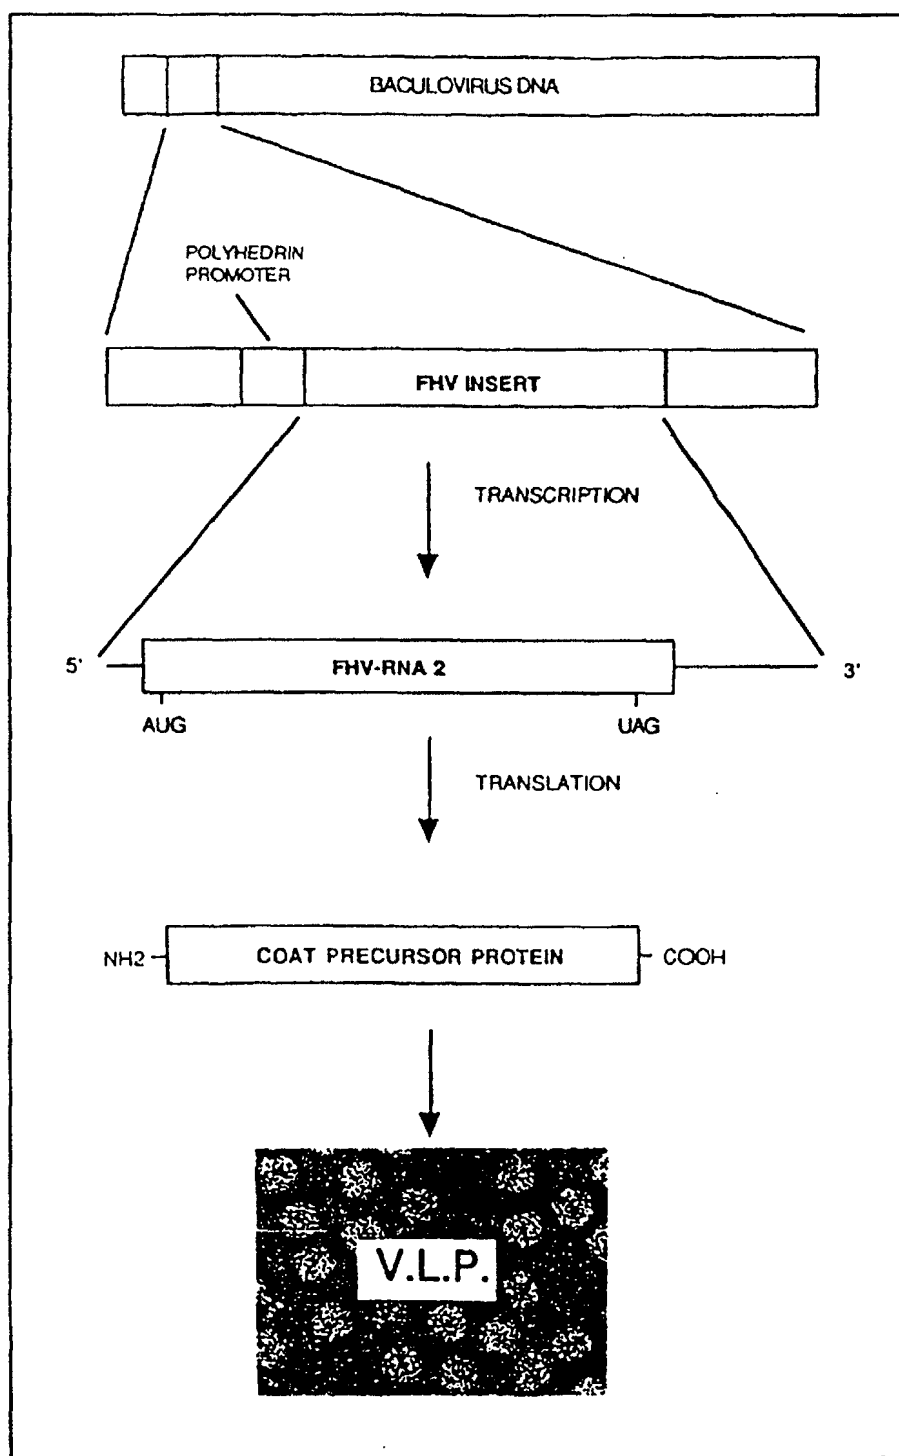 BACULOVIRUS DNA
POLYHEDRIN
PROMOTER
FHV INSERT
TRANSCRIPTION
5'
FHV-RNA 2
3'
AUG
UAG
TRANSLATION
NH2
COAT PRECURSOR PROTEIN
COOH
V.L.P.